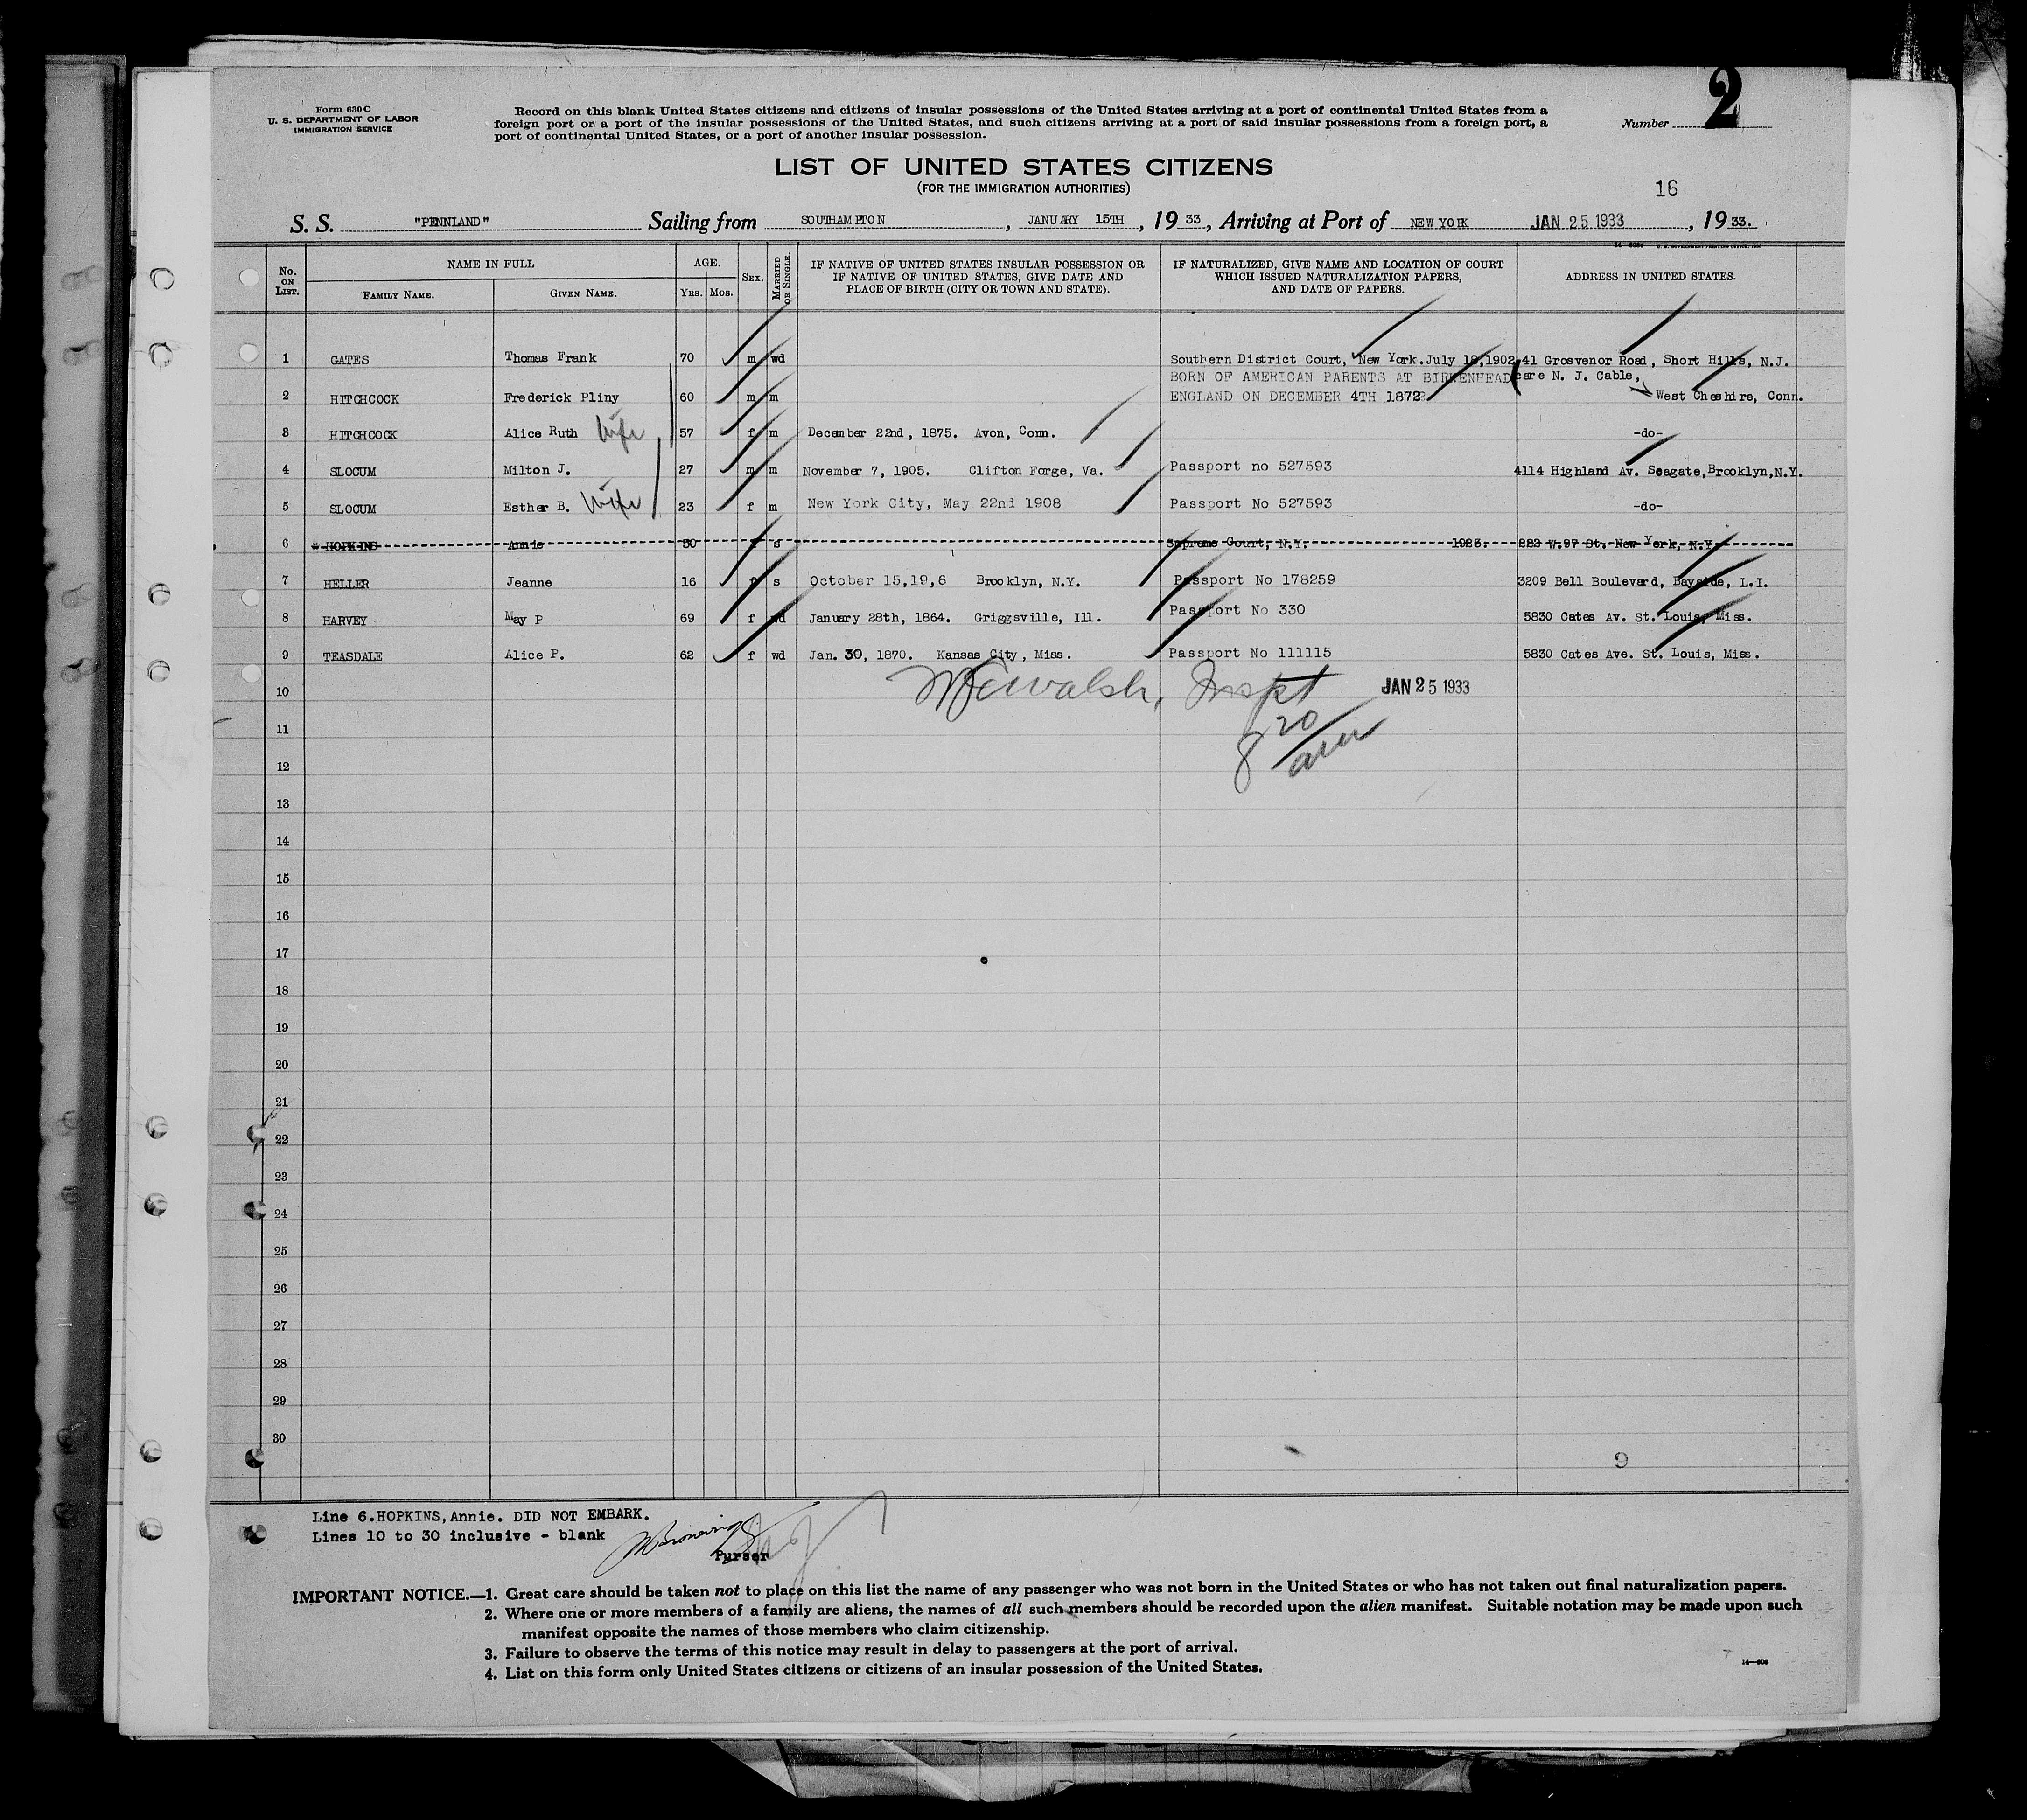 Form 630 C
U. S. DEPARTMENT OF LABOR
IMMIGRATION SERVICE
Record on this blank United States citizens and citizens of insular possessions of the United States arriving at a port of continental United States from a
foreign port or a port of the insular possessions of the United States, and such citizens arriving at a port of said insular possessions from a foreign port, a
port of continental United States, or a port of another insular possession.
Number 2
LIST OF UNITED STATES CITIZENS
(FOR THE IMMIGRATION AUTHORITIES)
16
S. S. "PENNLAND" Sailing from SOUTHAMPTON, JANUARY 15TH, 1933, Arriving at Port of NEW YORK JAN 25 1933, 1933.
No. ON LIST. NAME IN FULL FAMILY NAME. GIVEN NAME. AGE. YRS. MOS. SEX. MARRIED OR SINGLE. IF NATIVE OF UNITED STATES INSULAR POSSESSION OR IF NATIVE OF UNITED STATES, GIVE DATE AND PLACE OF BIRTH (CITY OR TOWN AND STATE). IF NATURALIZED, GIVE NAME AND LOCATION OF COURT WHICH ISSUED NATURALIZATION PAPERS, AND DATE OF PAPERS. ADDRESS IN UNITED STATES.
1 GATES Thomas Frank 70 m wd Southern District Court, New York.July 18,1902 41 Grosvenor Road, Short Hills, N.J.
BORN OF AMERICAN PARENTS AT BIRKENHEAD care N. J. Cable,
2 HITCHCOCK Frederick Pliny 60 m m ENGLAND ON DECEMBER 4TH 1872 West Cheshire, Conn.
3 HITCHCOCK Alice Ruth Wife 57 f m December 22nd, 1875. Avon, Conn. -do-
4 SLOCUM Milton J. 27 m m November 7, 1905. Clifton Forge, Va. Passport no 527593 4114 Highland Av. Seagate,Brooklyn,N.Y.
5 SLOCUM Esther B. Wife 23 f m New York City, May 22nd 1908 Passport No 527593 -do-
6 HOPKINS Annie 30 f s Supreme Court, N.Y. 1926. 223 W.97 St. New York, N.Y.
7 HELLER Jeanne 16 f s October 15,19,6 Brooklyn, N.Y. Passport No 178259 3209 Bell Boulevard, Bayside, L.I.
8 HARVEY May P 69 f wd January 28th, 1864. Griggsville, Ill. Passport No 330 5830 Cates Av. St. Louis, Miss.
9 TEASDALE Alice P. 62 f wd Jan. 30, 1870. Kansas City, Miss. Passport No 111115 5830 Cates Ave. St. Louis, Miss.
10 Walsh, Inspt JAN 25 1933
11 8 20 am
12
13
14
15
16
17
18
19
20
21
22
23
24
25
26
27
28
29
30
9
Line 6.HOPKINS,Annie. DID NOT EMBARK.
Lines 10 to 30 inclusive - blank
Purser
IMPORTANT NOTICE.—1. Great care should be taken not to place on this list the name of any passenger who was not born in the United States or who has not taken out final naturalization papers.
2. Where one or more members of a family are aliens, the names of all such members should be recorded upon the alien manifest. Suitable notation may be made upon such
manifest opposite the names of those members who claim citizenship.
3. Failure to observe the terms of this notice may result in delay to passengers at the port of arrival.
4. List on this form only United States citizens or citizens of an insular possession of the United States.